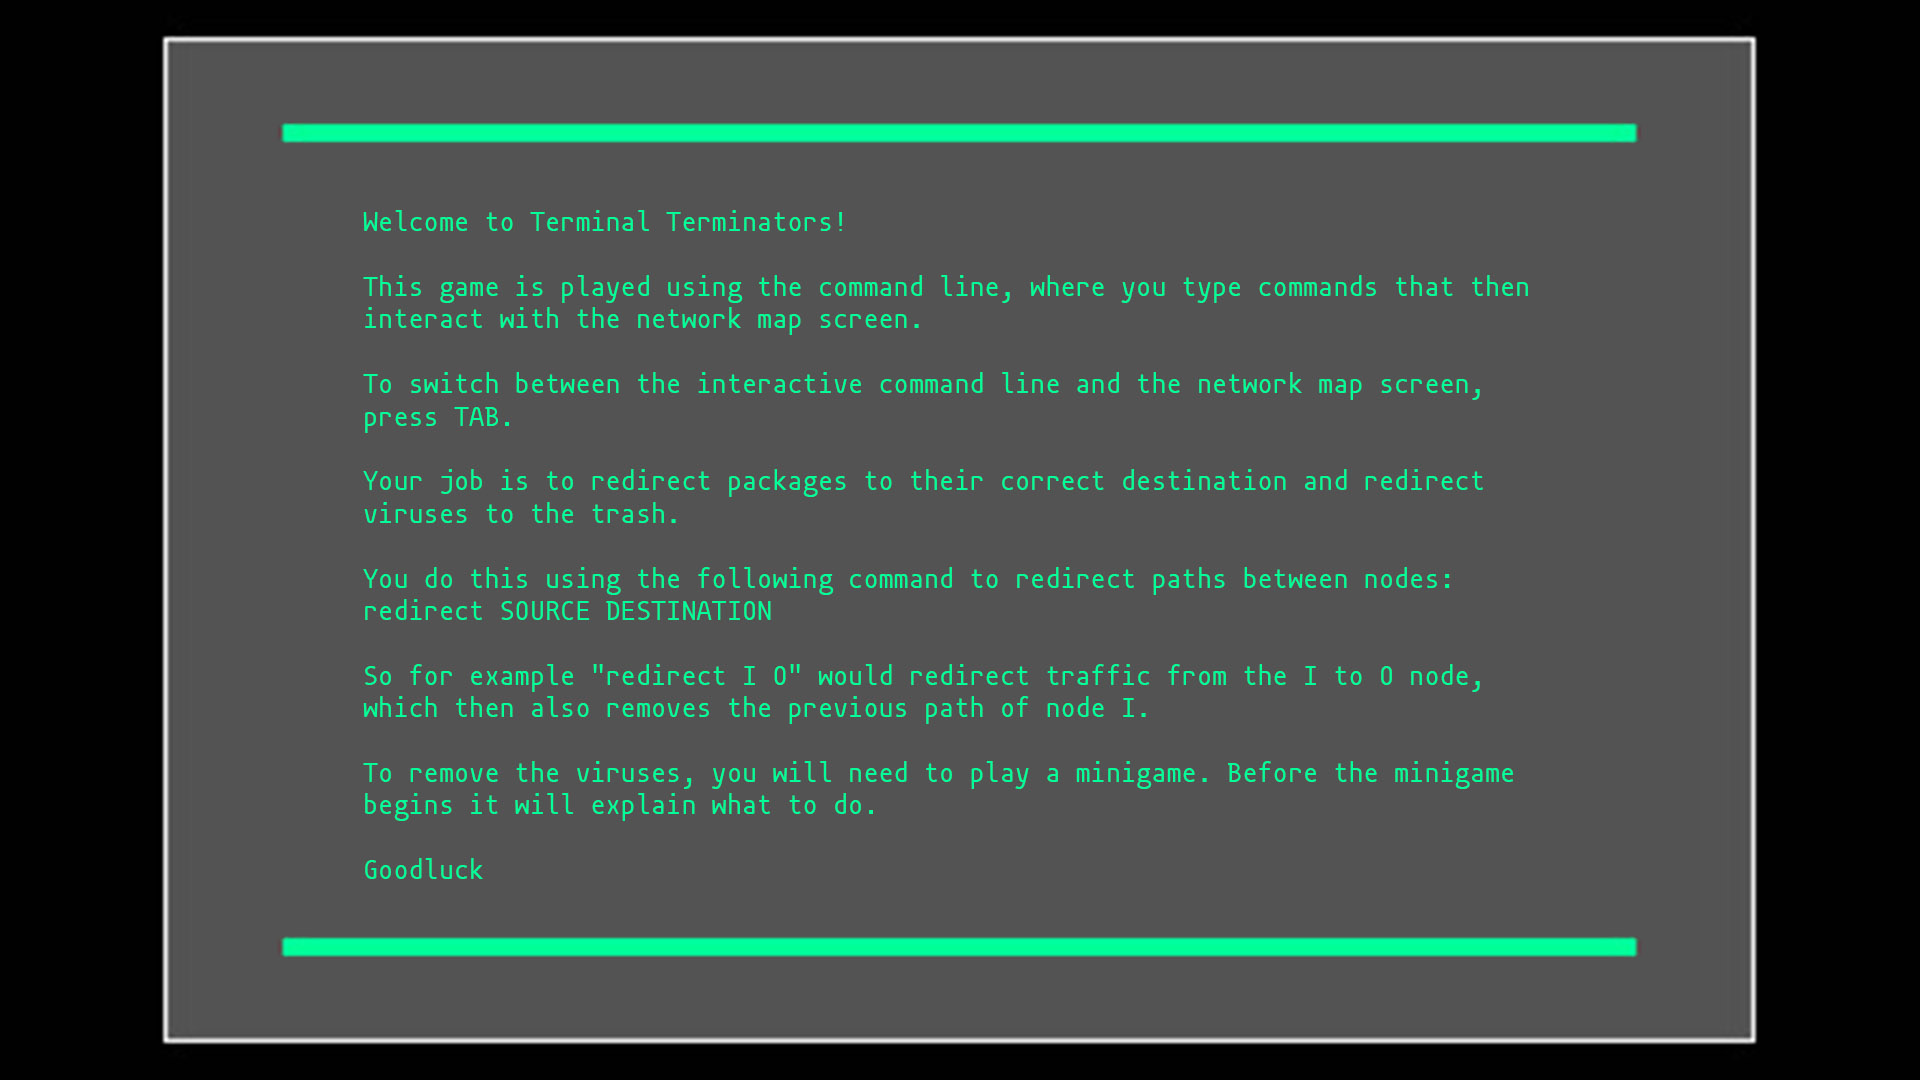 Welcome to Terminal Terminators!
This game is played using the command line, where you type commands that then
interact with the network map screen.
To switch between the interactive command line and the network map screen,
press TAB.
Your job is to redirect packages to their correct destination and redirect
viruses to the trash.
You do this using the following command to redirect paths between nodes:
redirect SOURCE DESTINATION
So for example "redirect I O" would redirect traffic from the I to O node,
which then also removes the previous path of node I.
To remove the viruses, you will need to play a minigame. Before the minigame
begins it will explain what to do.
Goodluck